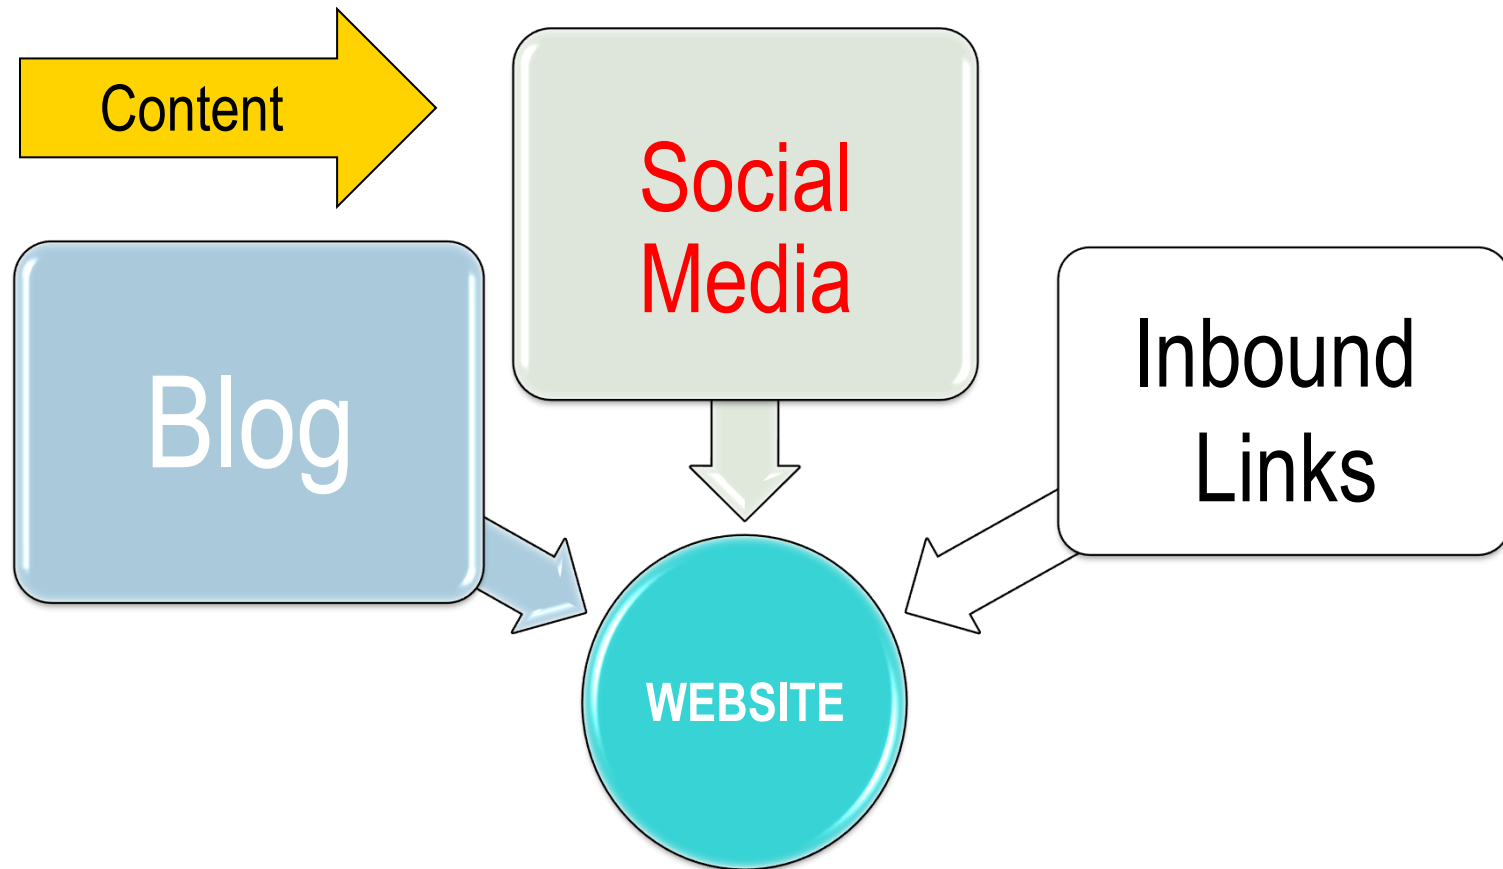 Content
Social
Media
Blog
Inbound
Links
WEBSITE